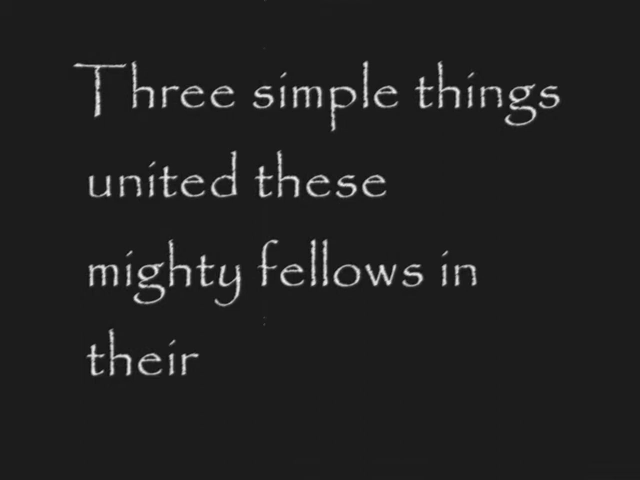 Three simple things
united these
mighty fellows in
their